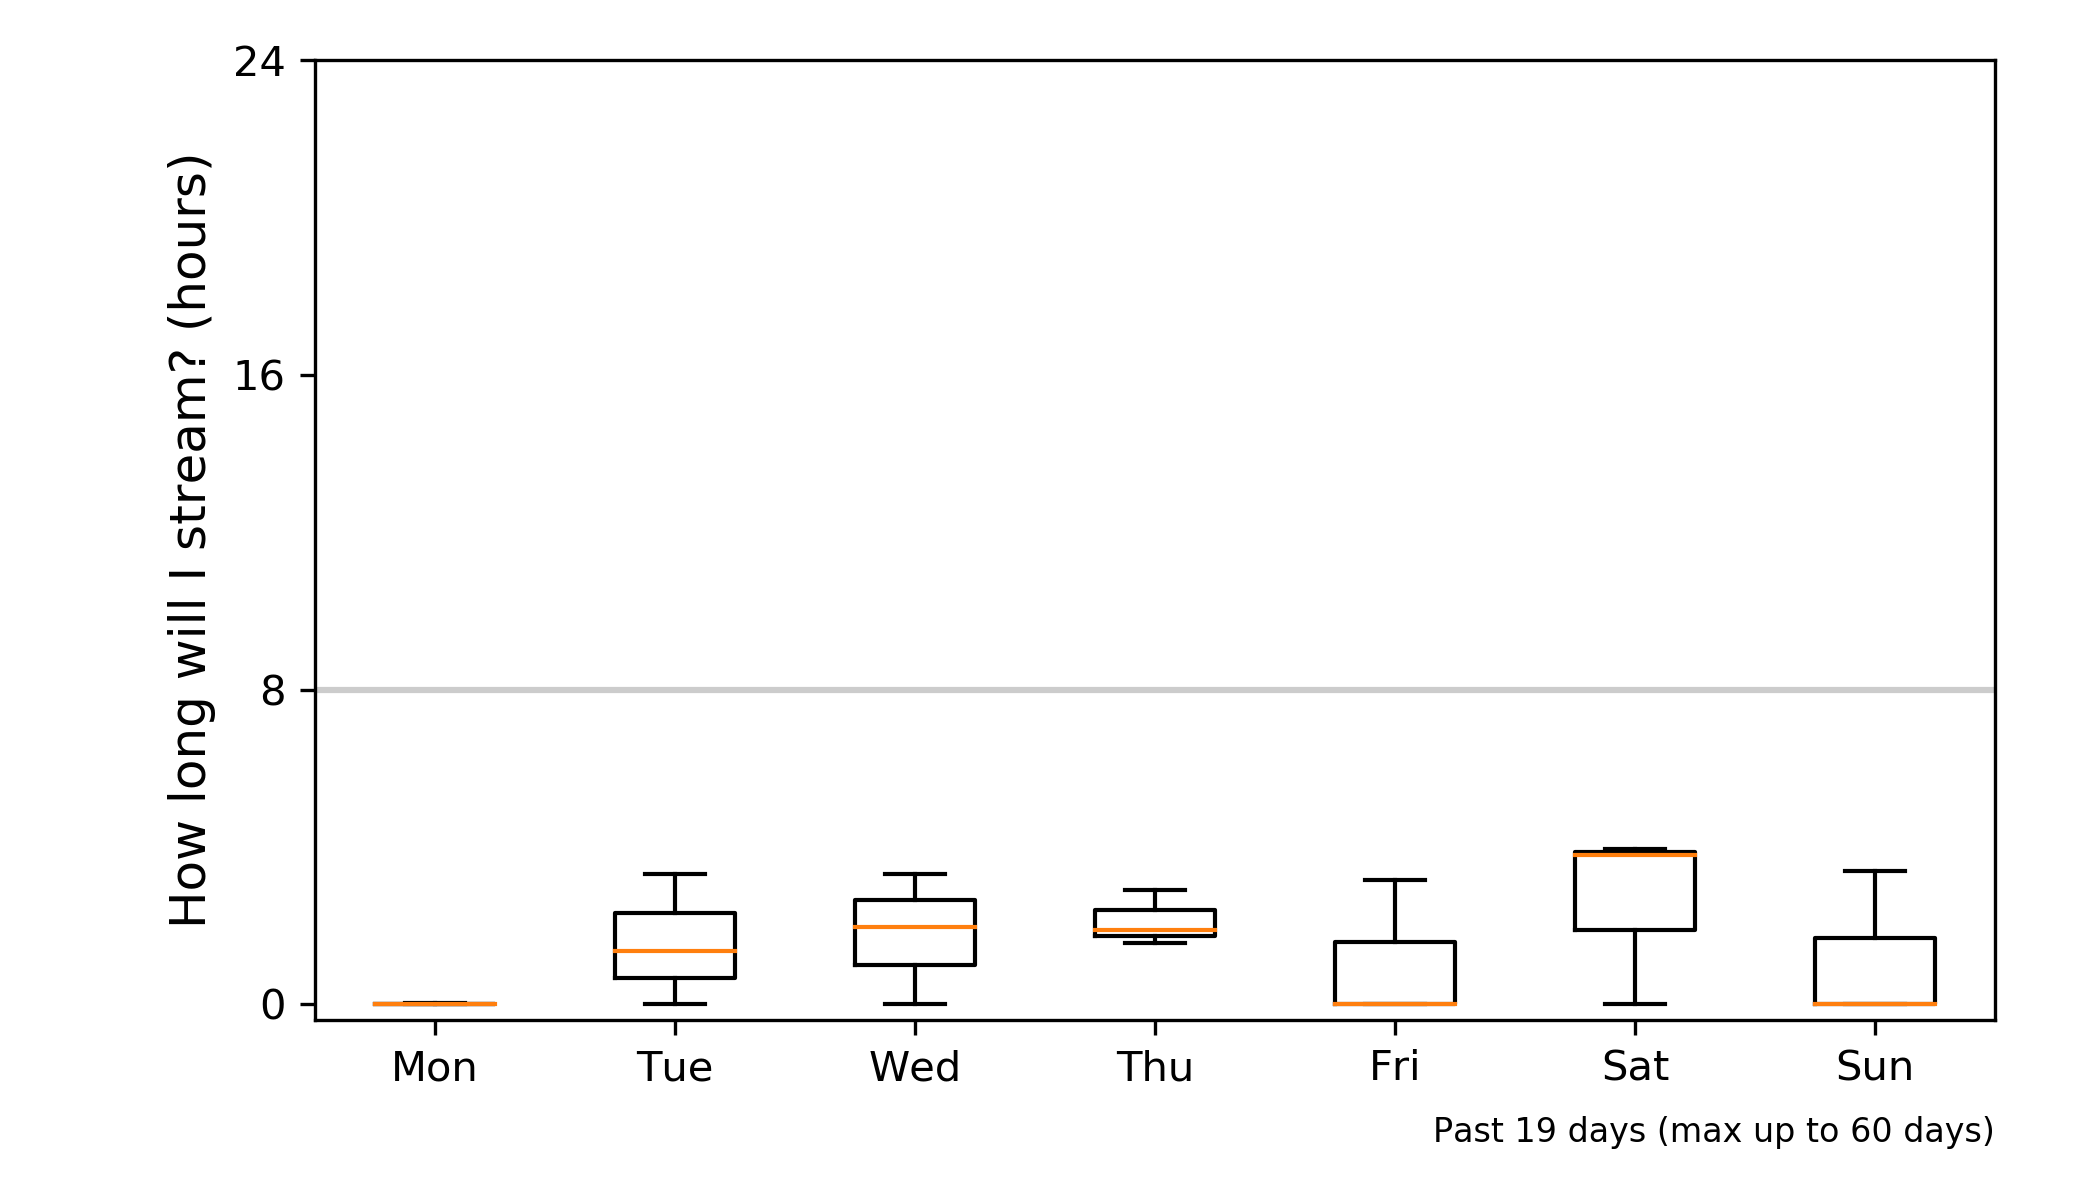 How long will I stream? (hours)
24
16
8
0
Mon Tue Wed Thu Fri Sat Sun
Past 19 days (max up to 60 days)